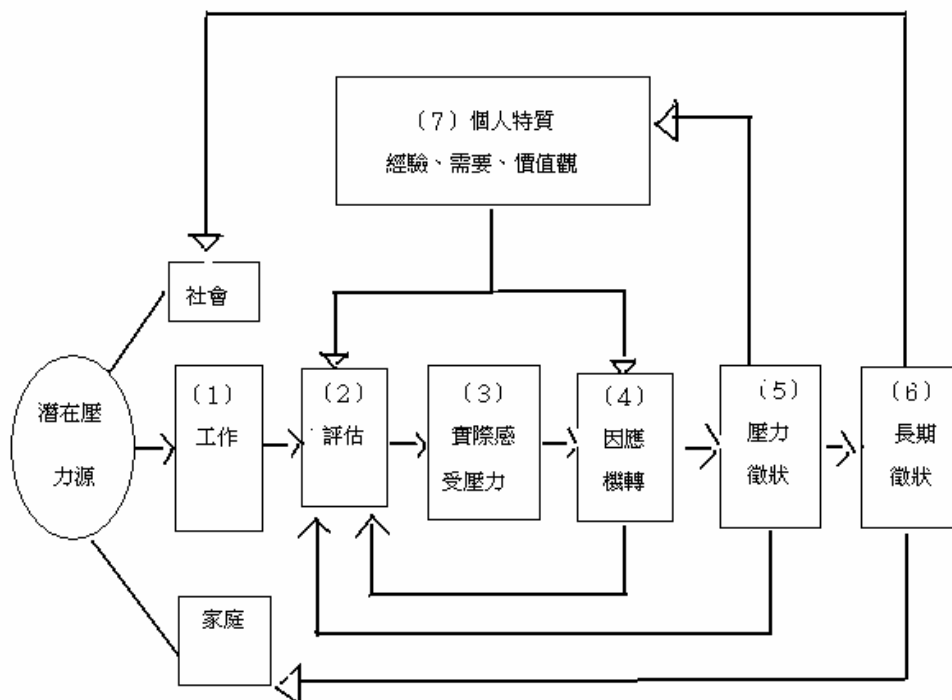 (7)個人特質
經驗、需要、價值觀
社會
潛在壓
力源
(1)
工作
(2)
評估
(3)
實際感
受壓力
(4)
因應
機轉
(5)
壓力
徵狀
(6)
長期
徵狀
家庭